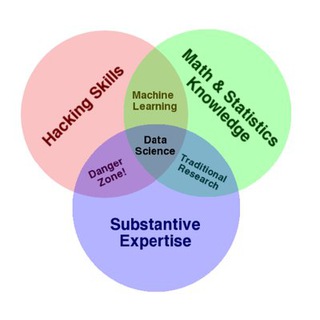 Hacking Skills
Math & Statistics
Knowledge
Machine
Learning
Data
Science
Danger
Zone!
Traditional
Research
Substantive
Expertise